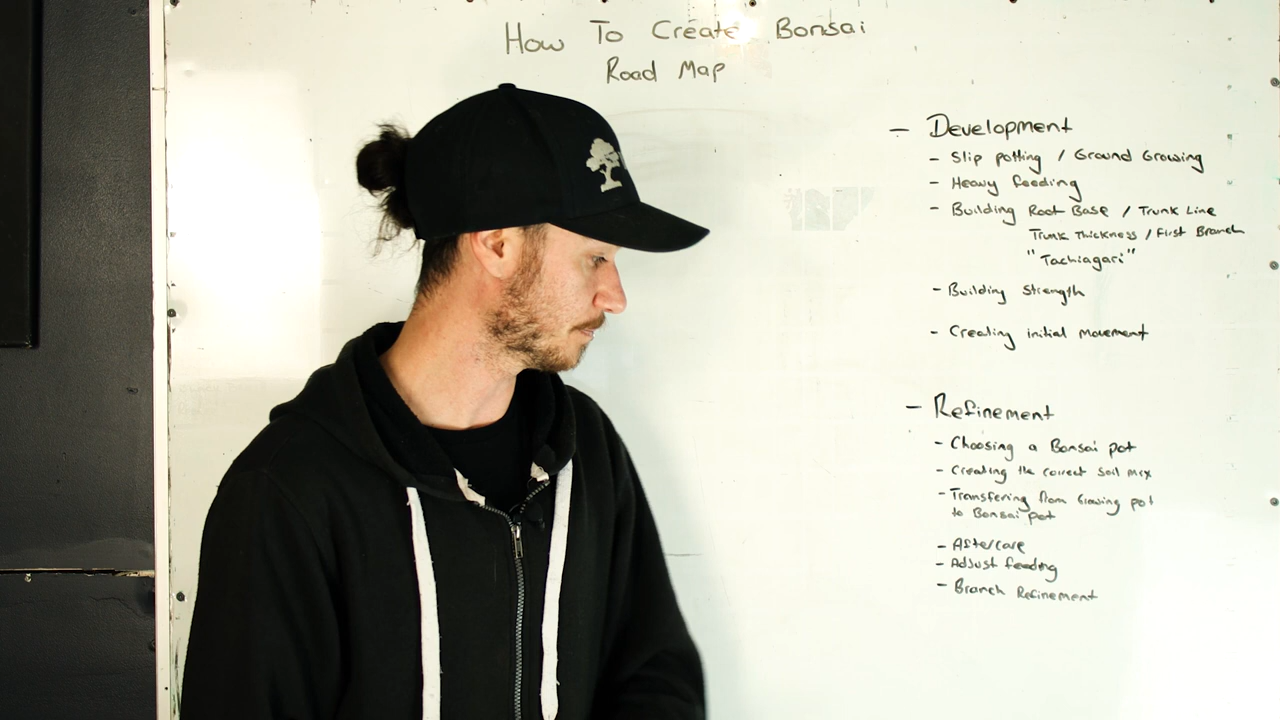 How To Create Bonsai
Road Map
- Development
- Slip potting / Ground Growing
- Heavy feeding
- Building Root Base / Trunk Line
Trunk Thickness / First Branch
"Tachiagari"
- Building Strength
- Creating initial movement
- Refinement
- Choosing a Bonsai pot
- Creating the correct soil mix
- Transfering from Growing pot
to Bonsai pot
- Aftercare
- Adjust feeding
- Branch Refinement